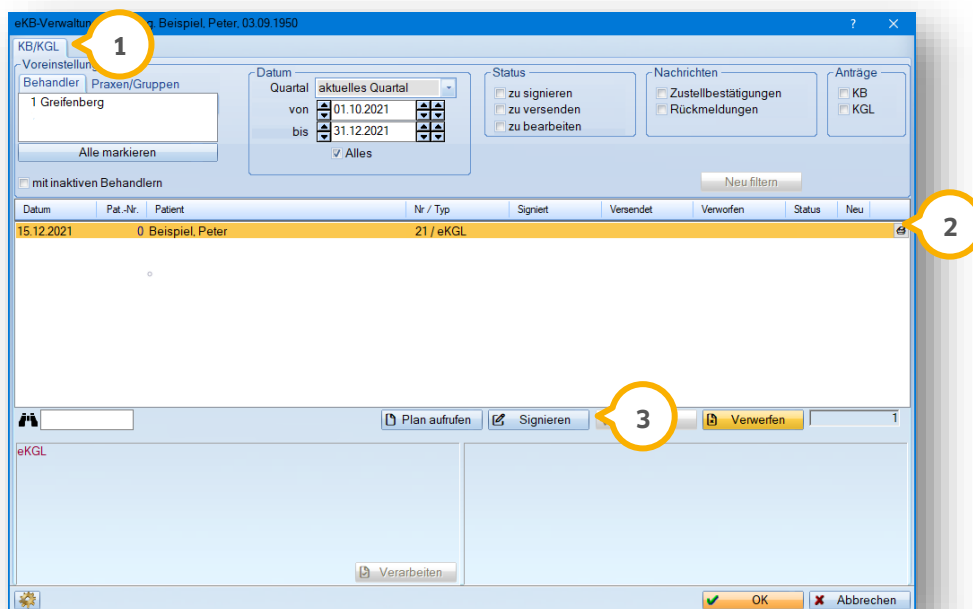 eKB-Verwaltu g. Beispiel, Peter, 03.09.1950 ?
KB/KGL
1
Voreinstellung
Behandler Praxen/Gruppen
1 Greifenberg
Alle markieren
mit inaktiven Behandlern
Datum
Quartal aktuelles Quartal
von 01.10.2021
bis 31.12.2021
Alles
Status
zu signieren
zu versenden
zu bearbeiten
Nachrichten
Zustellbestätigungen
Rückmeldungen
Anträge
KB
KGL
Neu filtern
Datum Pat.-Nr. Patient Nr / Typ Signiert Versendet Verworfen Status Neu
15.12.2021 0 Beispiel, Peter 21 / eKGL
2
Plan aufrufen Signieren 3 Verwerfen 1
eKGL
Verarbeiten
OK Abbrechen